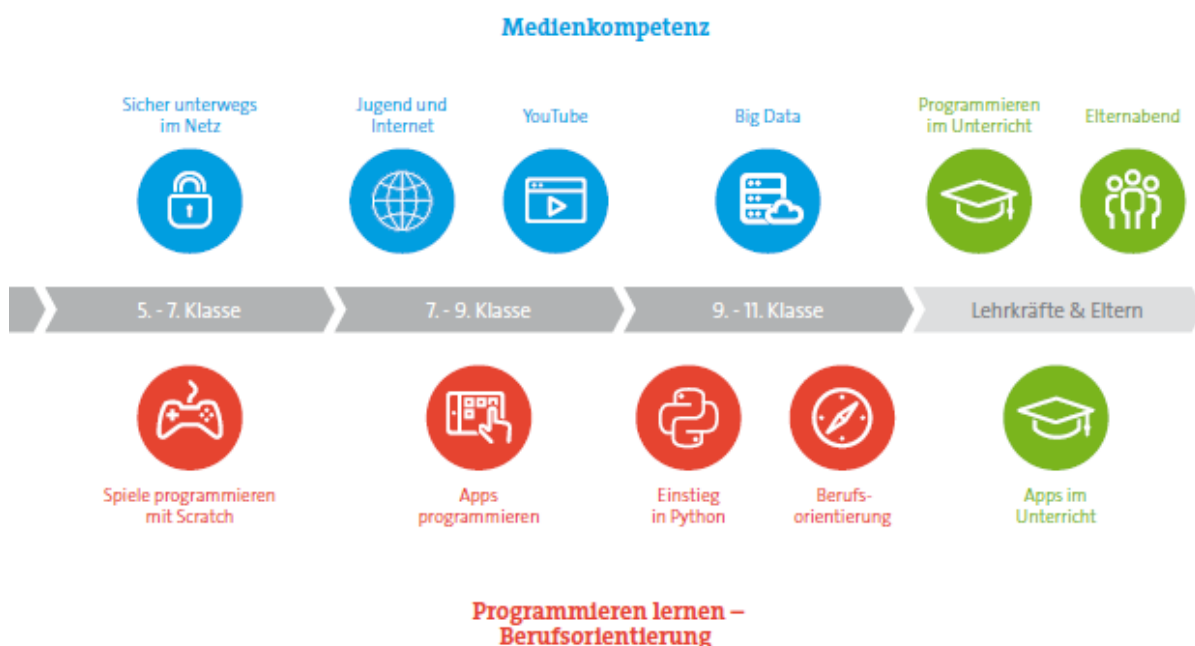 Medienkompetenz
Sicher unterwegs
im Netz
Jugend und
Internet
YouTube
Big Data
Programmieren
im Unterricht
Elternabend
5. - 7. Klasse
7. - 9. Klasse
9. - 11. Klasse
Lehrkräfte & Eltern
Spiele programmieren
mit Scratch
Apps
programmieren
Einstieg
in Python
Berufs-
orientierung
Apps im
Unterricht
Programmieren lernen –
Berufsorientierung